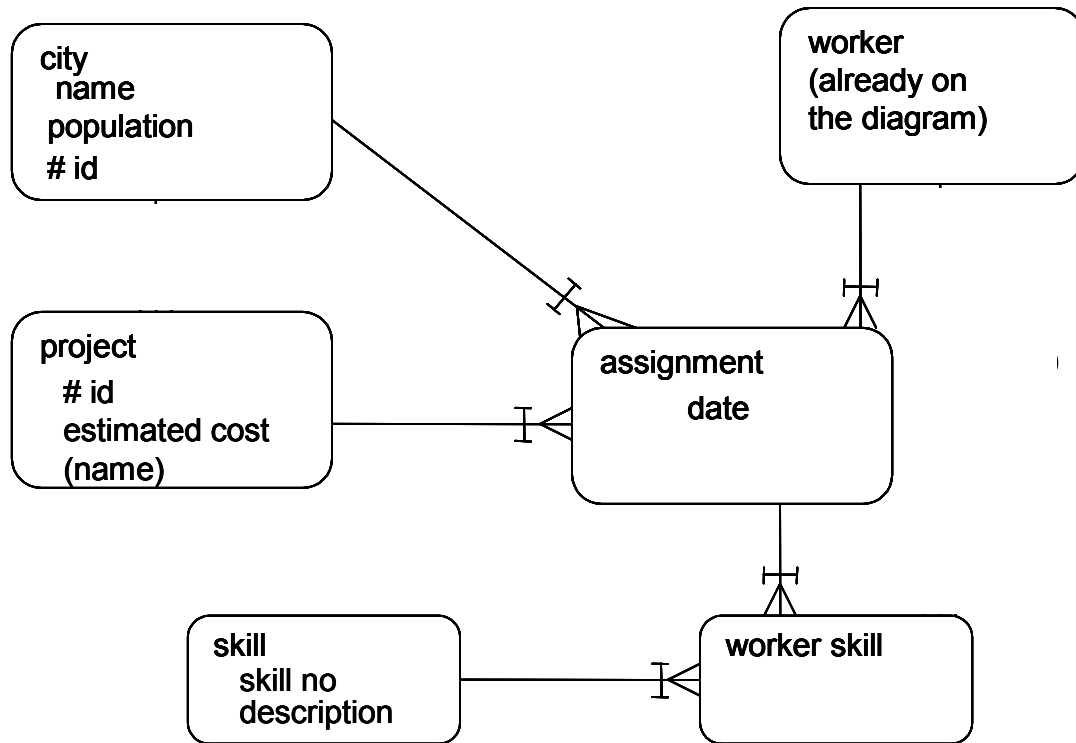 city
name
population
# id
worker
(already on
the diagram)
project
# id
estimated cost
(name)
assignment
date
skill
skill no
description
worker skill